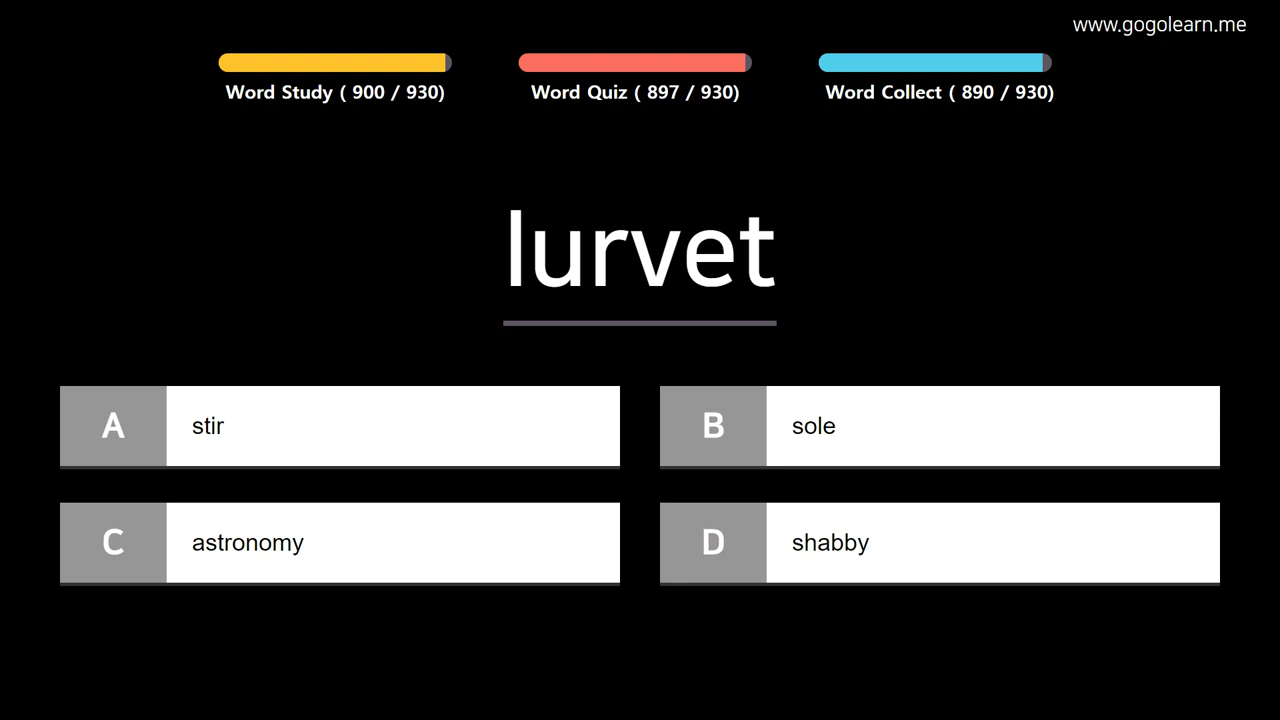 www.gogolearn.me
Word Study ( 900 / 930)
Word Quiz ( 897 / 930)
Word Collect ( 890 / 930)
lurvet
A stir
B sole
C astronomy
D shabby